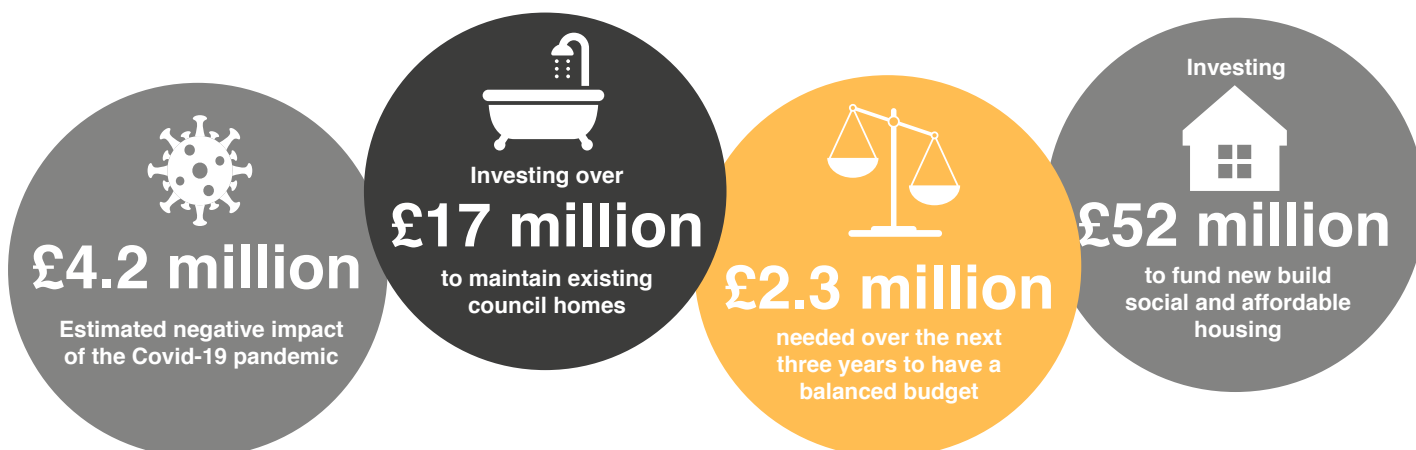 £4.2 million
Estimated negative impact
of the Covid-19 pandemic
Investing over
£17 million
to maintain existing
council homes
£2.3 million
needed over the next
three years to have a
balanced budget
Investing
£52 million
to fund new build
social and affordable
housing